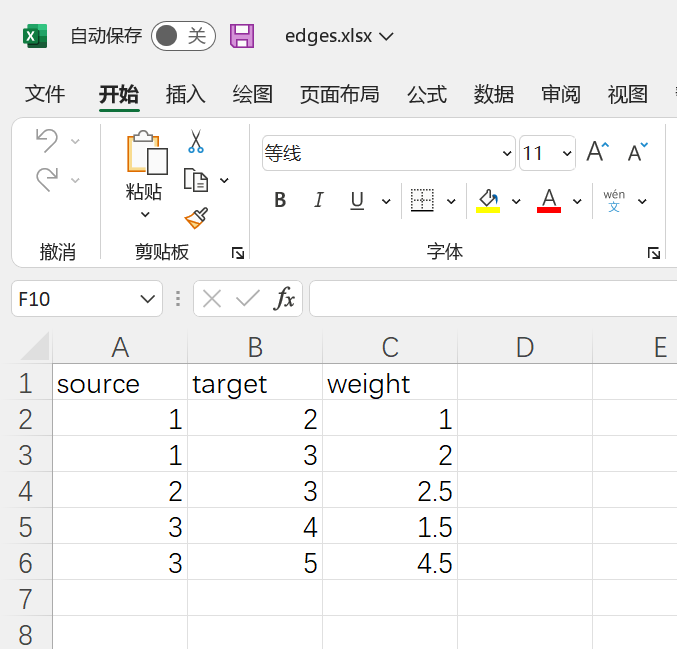 自动保存 关 edges.xlsx
文件 开始 插入 绘图 页面布局 公式 数据 审阅 视图
等线 11 A A
粘贴 B I U A wén 文
撤消 剪贴板 字体
F10 fx
A B C D E
1 source target weight
2 1 2 1
3 1 3 2
4 2 3 2.5
5 3 4 1.5
6 3 5 4.5
7
8